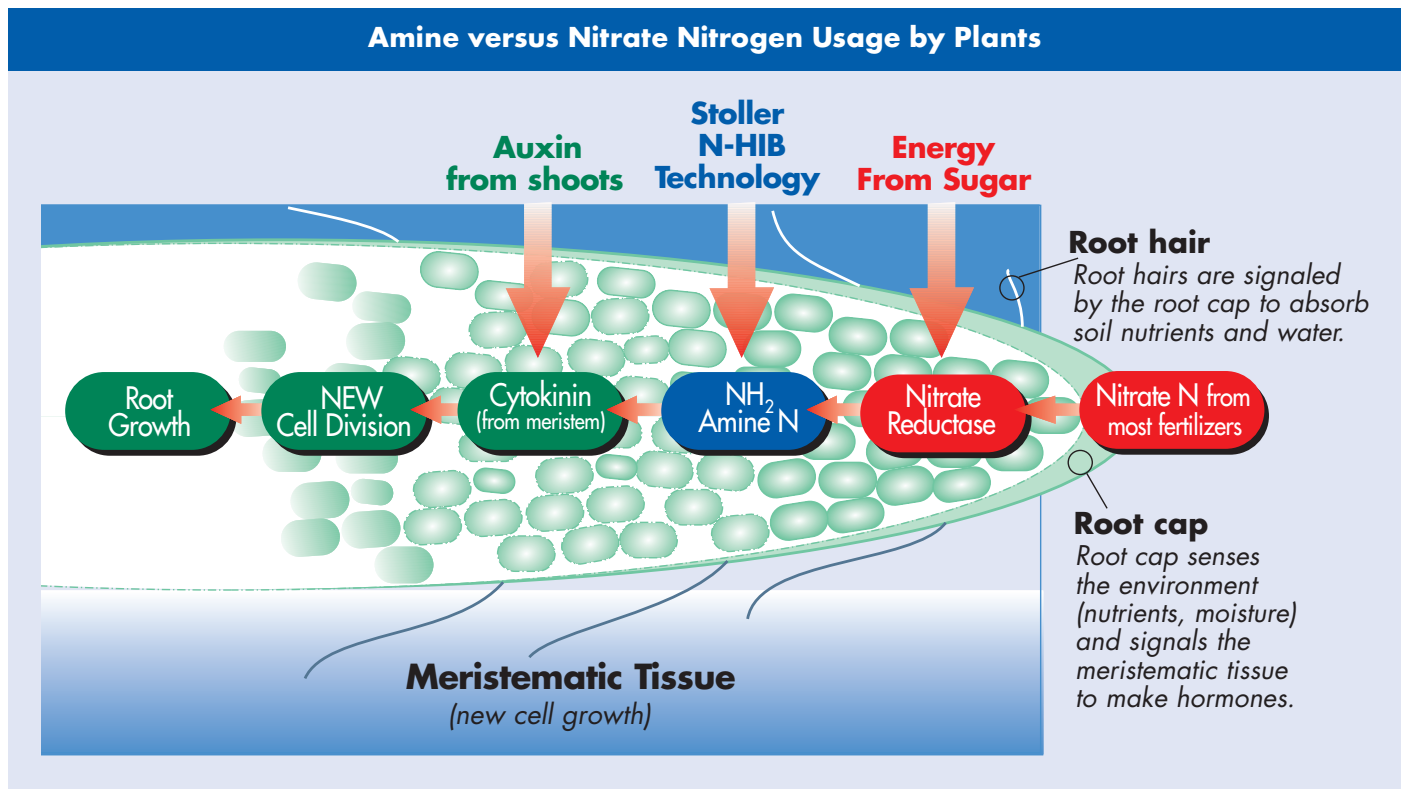 Amine versus Nitrate Nitrogen Usage by Plants
Auxin
from shoots
Stoller
N-HIB
Technology
Energy
From Sugar
Root hair
Root hairs are signaled
by the root cap to absorb
soil nutrients and water.
Root
Growth
NEW
Cell Division
Cytokinin
(from meristem)
NH2
Amine N
Nitrate
Reductase
Nitrate N from
most fertilizers
Root cap
Root cap senses
the environment
(nutrients, moisture)
and signals the
meristematic tissue
to make hormones.
Meristematic Tissue
(new cell growth)